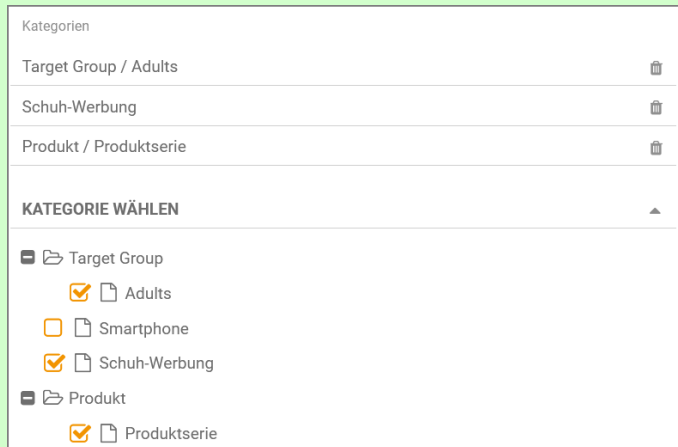 Kategorien
Target Group / Adults
Schuh-Werbung
Produkt / Produktserie
KATEGORIE WÄHLEN
Target Group
Adults
Smartphone
Schuh-Werbung
Produkt
Produktserie